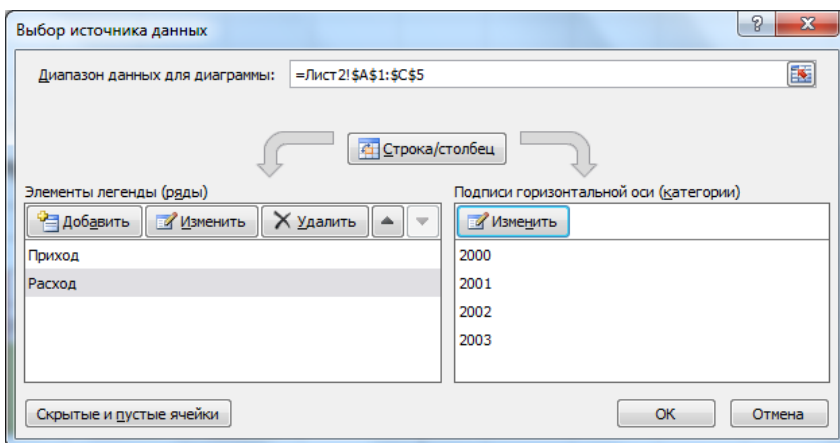 Выбор источника данных
Диапазон данных для диаграммы: =Лист2!$A$1:$C$5
Строка/столбец
Элементы легенды (ряды)
Добавить Изменить Удалить
Приход
Расход
Подписи горизонтальной оси (категории)
Изменить
2000
2001
2002
2003
Скрытые и пустые ячейки
ОК Отмена